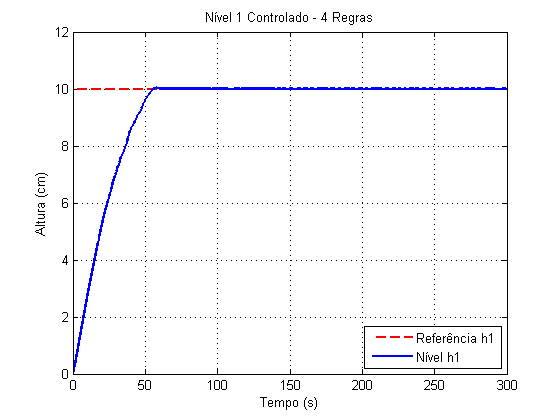 Nível 1 Controlado - 4 Regras
12
10
8
6
4
2
0
Altura (cm)
0 50 100 150 200 250 300
Tempo (s)
Referência h1
Nível h1